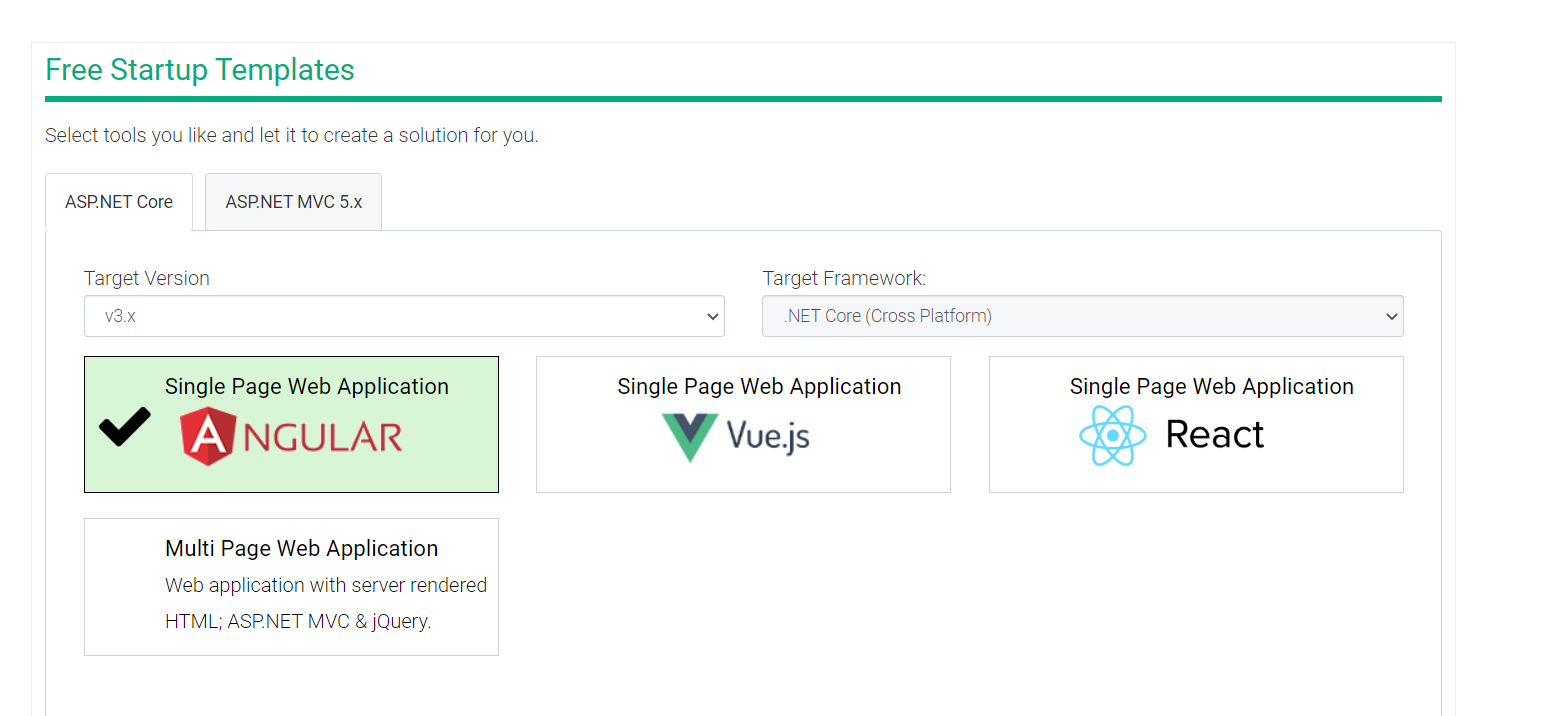 Free Startup Templates
Select tools you like and let it to create a solution for you.
ASP.NET Core
ASP.NET MVC 5.x
Target Version
Target Framework:
v3.x
.NET Core (Cross Platform)
Single Page Web Application
ANGULAR
Single Page Web Application
Vue.js
Single Page Web Application
React
Multi Page Web Application
Web application with server rendered
HTML; ASP.NET MVC & jQuery.